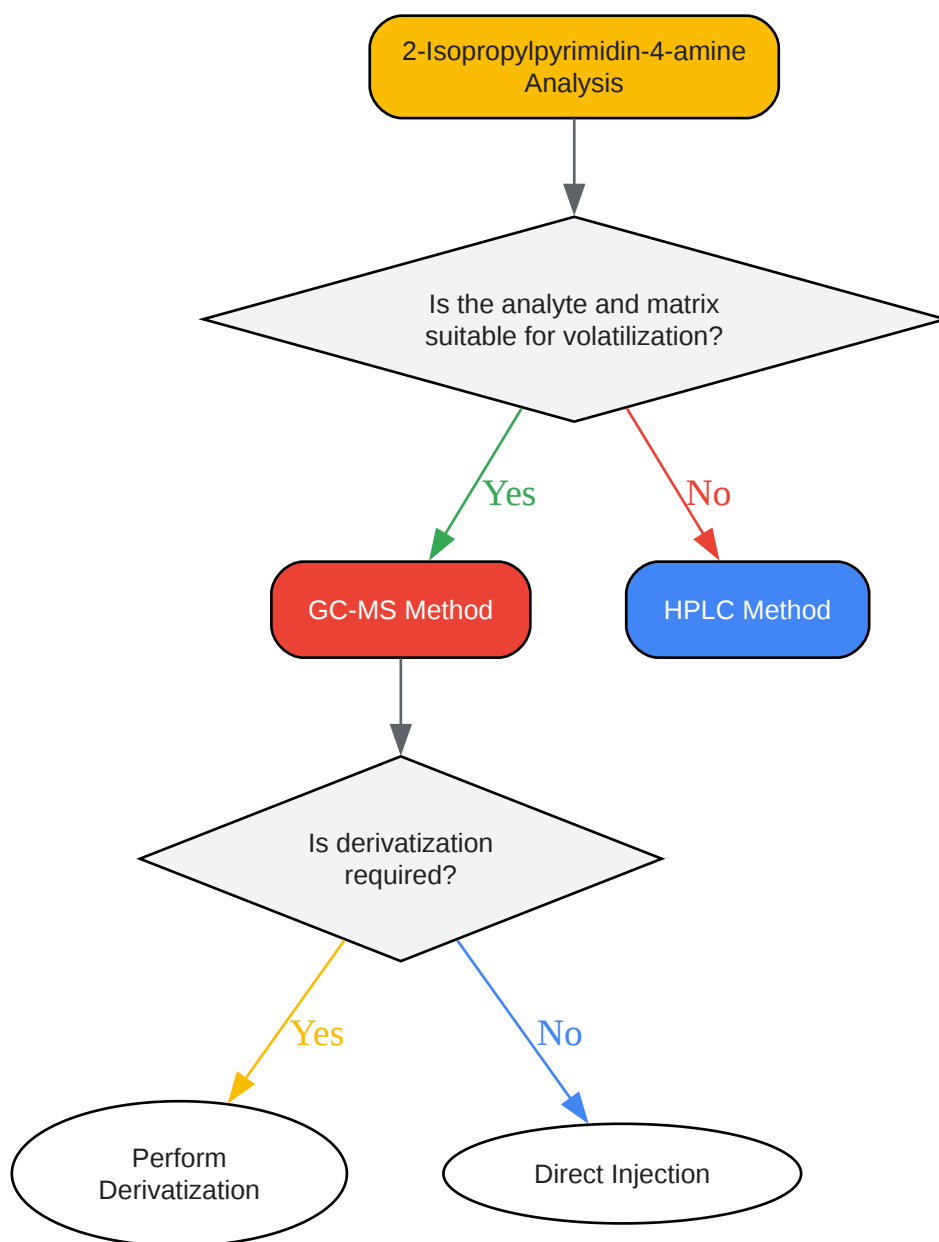 2-Isopropylpyrimidin-4-amine
Analysis
Is the analyte and matrix
suitable for volatilization?
Yes
No
GC-MS Method
HPLC Method
Is derivatization
required?
Yes
No
Perform
Derivatization
Direct Injection